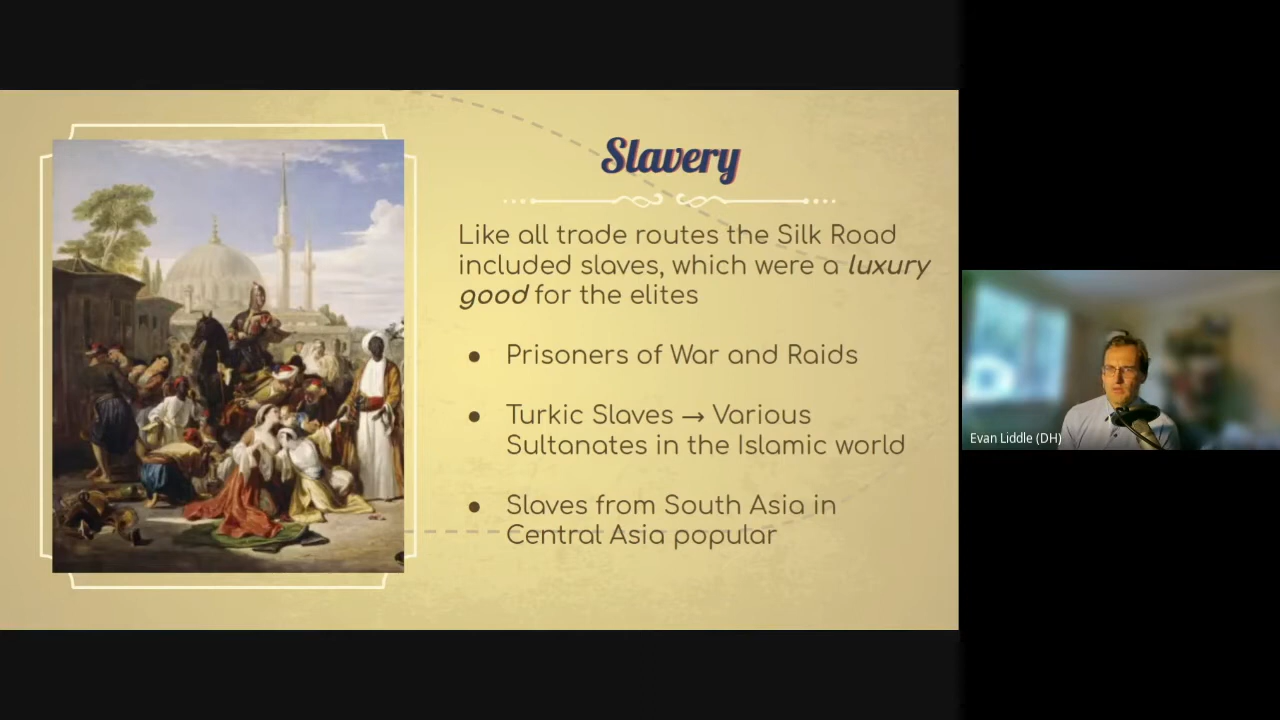 Slavery
Like all trade routes the Silk Road
included slaves, which were a luxury
good for the elites
● Prisoners of War and Raids
● Turkic Slaves → Various
Sultanates in the Islamic world
● Slaves from South Asia in
Central Asia popular
Evan Liddle (DH)